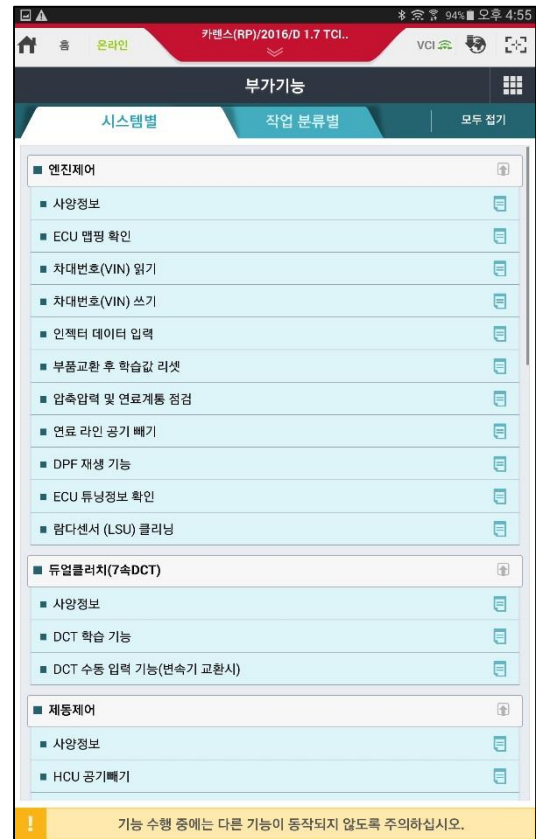 94% 오후 4:55
홈 온라인 카렌스(RP)/2016/D 1.7 TCI.. VCI
부가기능
시스템별 작업 분류별 모두 접기
엔진제어
사양정보
ECU 맵핑 확인
차대번호(VIN) 읽기
차대번호(VIN) 쓰기
인젝터 데이터 입력
부품교환 후 학습값 리셋
압축압력 및 연료계통 점검
연료 라인 공기 빼기
DPF 재생 기능
ECU 튜닝정보 확인
람다센서 (LSU) 클리닝
듀얼클러치(7속DCT)
사양정보
DCT 학습 기능
DCT 수동 입력 기능(변속기 교환시)
제동제어
사양정보
HCU 공기빼기
! 기능 수행 중에는 다른 기능이 동작되지 않도록 주의하십시오.